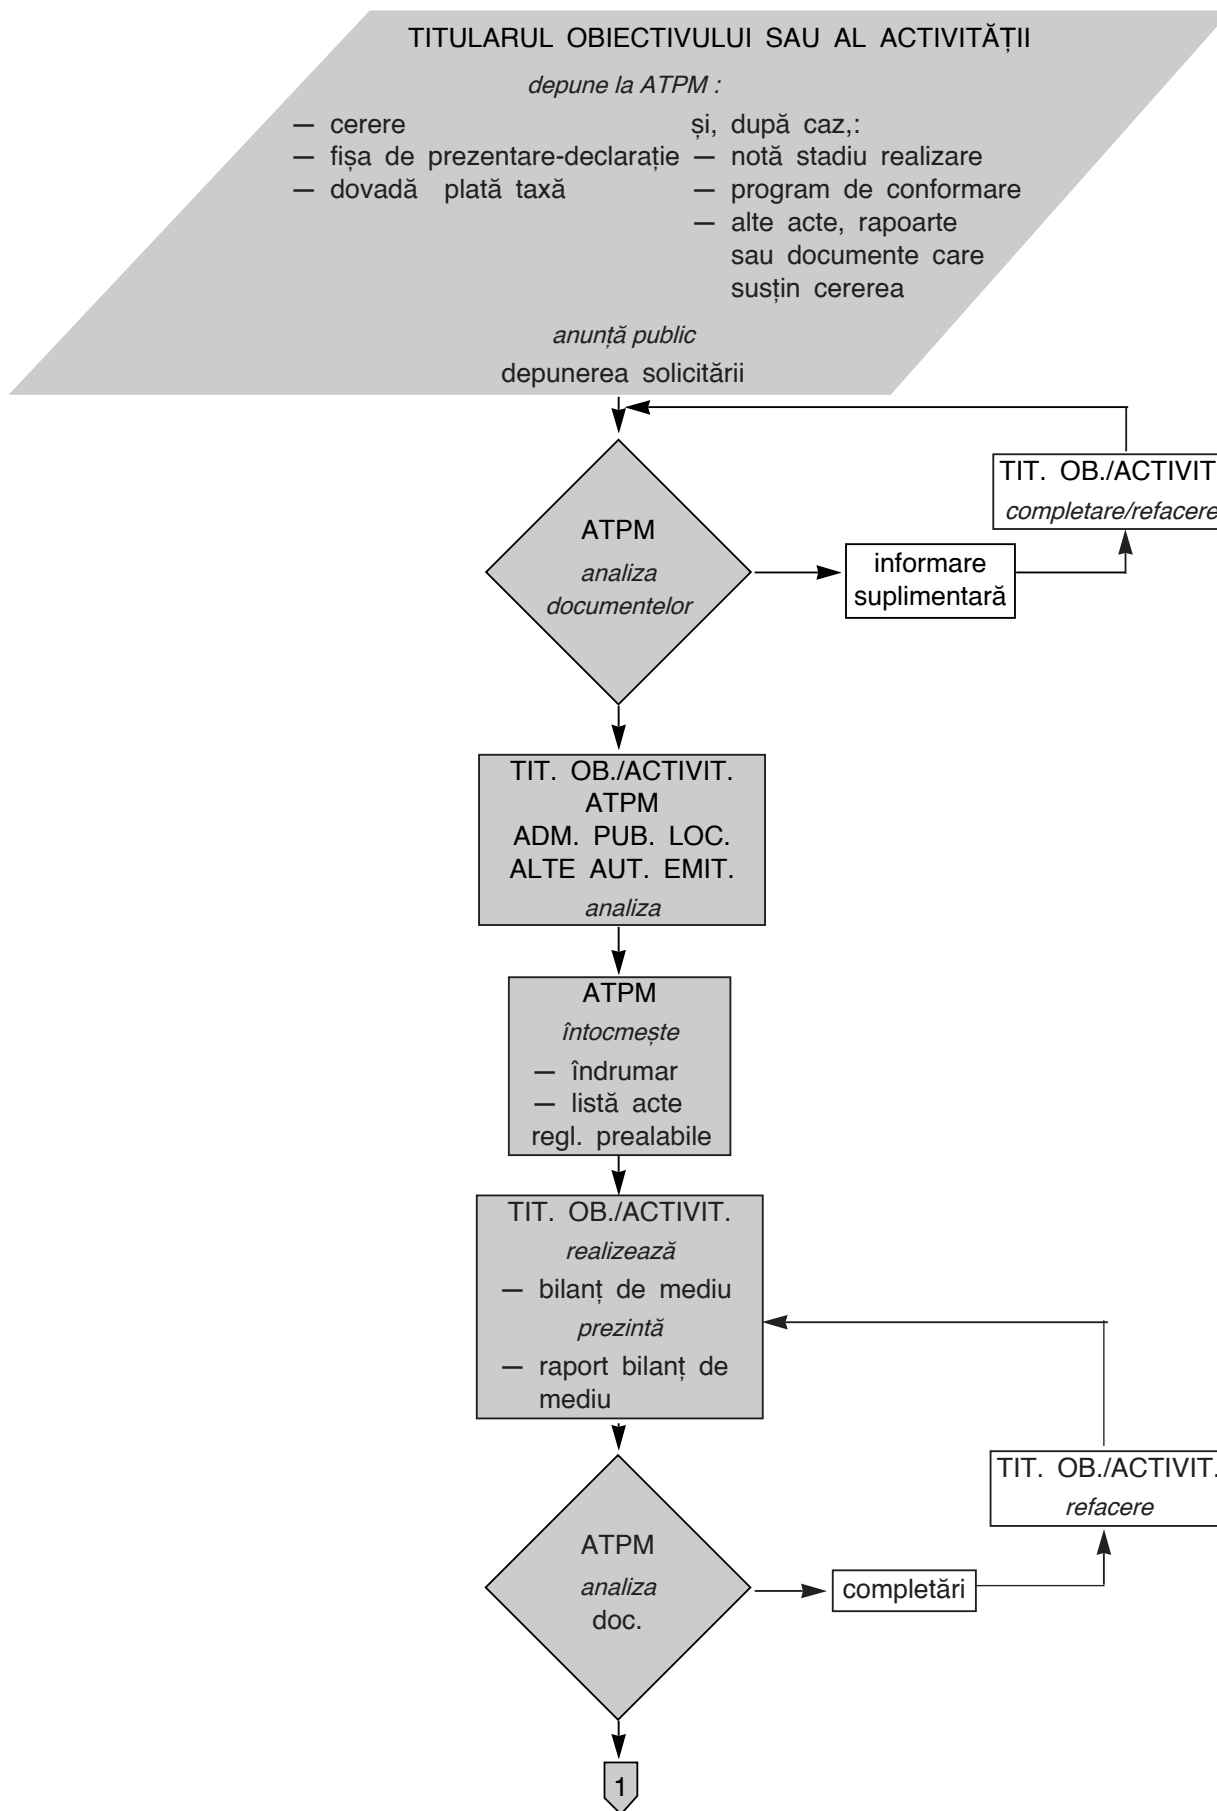 TITULARUL OBIECTIVULUI SAU AL ACTIVITĂȚII
depune la ATPM :
— cerere
— fișa de prezentare-declarație
— dovadă plată taxă
și, după caz,:
— notă stadiu realizare
— program de conformare
— alte acte, rapoarte
sau documente care
susțin cererea
anunță public
depunerea solicitării
TIT. OB./ACTIVIT
completare/refacere
ATPM
analiza
documentelor
informare
suplimentară
TIT. OB./ACTIVIT.
ATPM
ADM. PUB. LOC.
ALTE AUT. EMIT.
analiza
ATPM
întocmește
— îndrumar
— listă acte
regl. prealabile
TIT. OB./ACTIVIT.
realizează
— bilanț de mediu
prezintă
— raport bilanț de
mediu
TIT. OB./ACTIVIT.
refacere
ATPM
analiza
doc.
completări
1